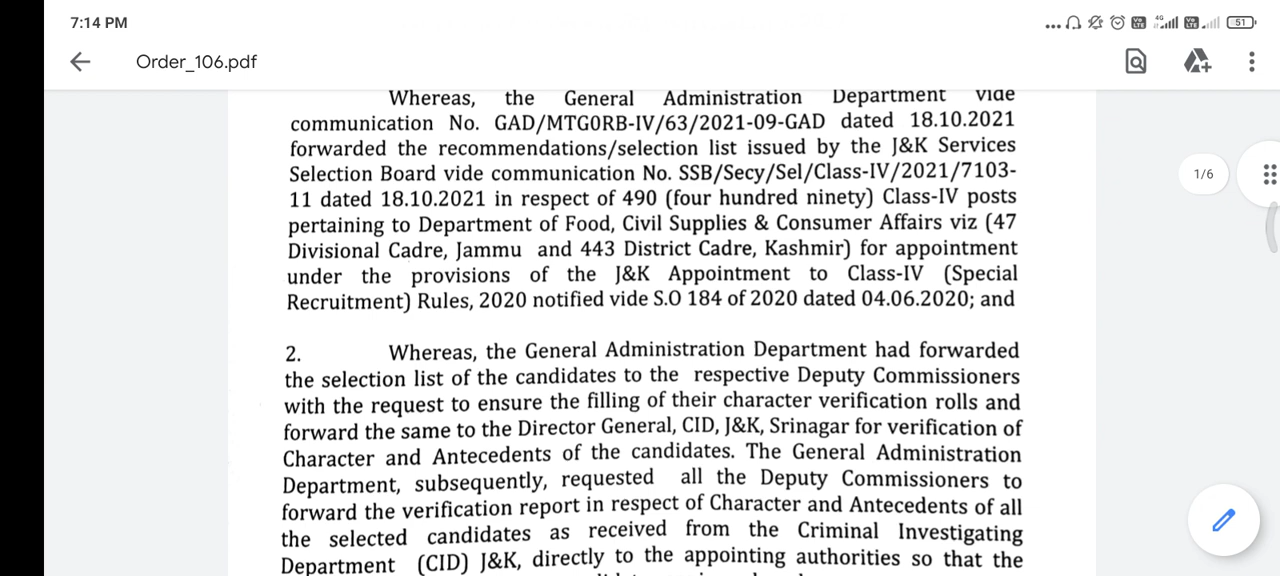 7:14 PM
4G
51
Order_106.pdf
Whereas, the General Administration Department vide
communication No. GAD/MTG0RB-IV/63/2021-09-GAD dated 18.10.2021
forwarded the recommendations/selection list issued by the J&K Services
Selection Board vide communication No. SSB/Secy/Sel/Class-IV/2021/7103-
11 dated 18.10.2021 in respect of 490 (four hundred ninety) Class-IV posts
pertaining to Department of Food, Civil Supplies & Consumer Affairs viz (47
Divisional Cadre, Jammu and 443 District Cadre, Kashmir) for appointment
under the provisions of the J&K Appointment to Class-IV (Special
Recruitment) Rules, 2020 notified vide S.O 184 of 2020 dated 04.06.2020; and
1/6
2. Whereas, the General Administration Department had forwarded
the selection list of the candidates to the respective Deputy Commissioners
with the request to ensure the filling of their character verification rolls and
forward the same to the Director General, CID, J&K, Srinagar for verification of
Character and Antecedents of the candidates. The General Administration
Department, subsequently, requested all the Deputy Commissioners to
forward the verification report in respect of Character and Antecedents of all
the selected candidates as received from the Criminal Investigating
Department (CID) J&K, directly to the appointing authorities so that the